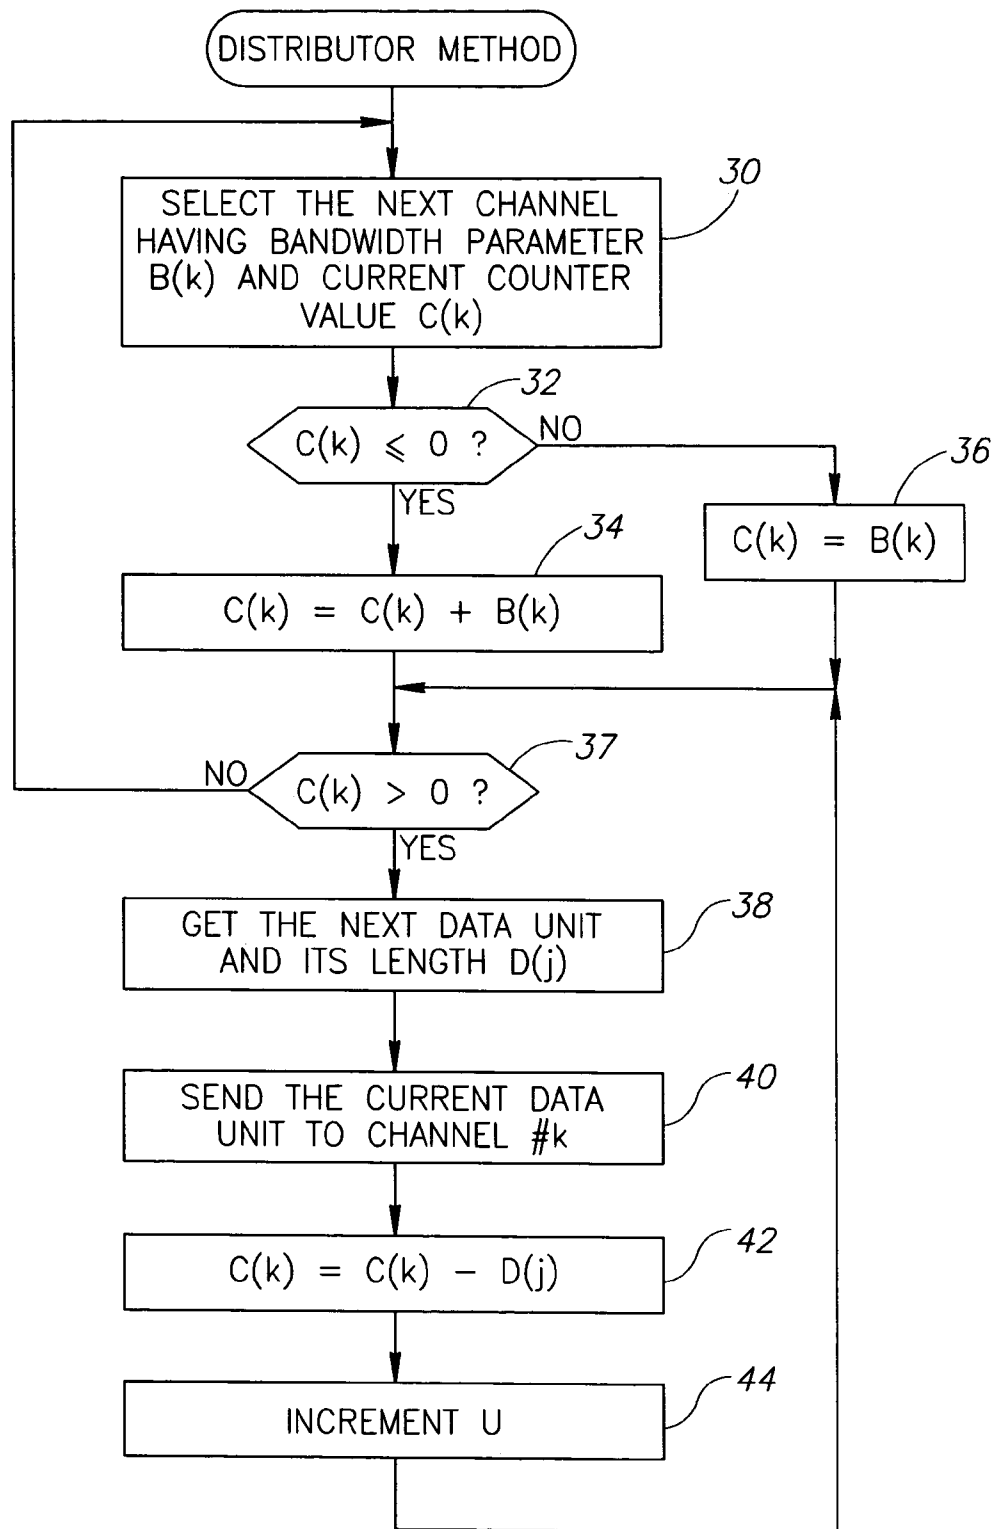 DISTRIBUTOR METHOD
30
SELECT THE NEXT CHANNEL
HAVING BANDWIDTH PARAMETER
B(k) AND CURRENT COUNTER
VALUE C(k)
32
C(k) ⩽ 0 ?
NO
YES
36
C(k) = B(k)
34
C(k) = C(k) + B(k)
37
NO
C(k) > 0 ?
YES
38
GET THE NEXT DATA UNIT
AND ITS LENGTH D(j)
40
SEND THE CURRENT DATA
UNIT TO CHANNEL #k
42
C(k) = C(k) − D(j)
44
INCREMENT U